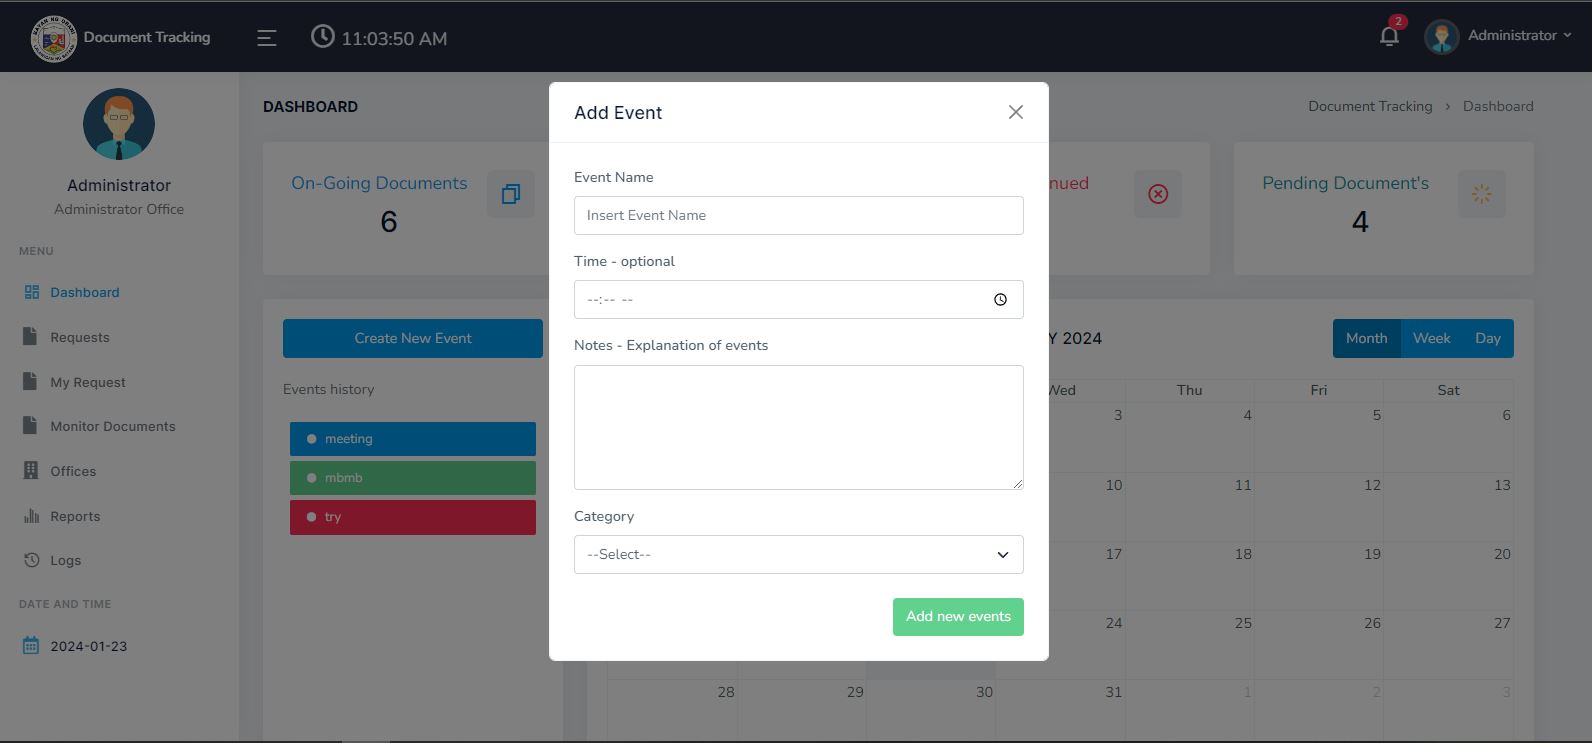 Document Tracking
11:03:50 AM
2
Administrator
Administrator
Administrator Office
MENU
Dashboard
Requests
My Request
Monitor Documents
Offices
Reports
Logs
DATE AND TIME
2024-01-23
DASHBOARD
Document Tracking > Dashboard
On-Going Documents
6
nued
Pending Document's
4
Create New Event
Events history
meeting
mbmb
try
Y 2024
Month Week Day
Wed Thu Fri Sat
3 4 5 6
10 11 12 13
17 18 19 20
24 25 26 27
28 29 30 31 1 2 3
Add Event
Event Name
Insert Event Name
Time - optional
--:-- --
Notes - Explanation of events
Category
--Select--
Add new events